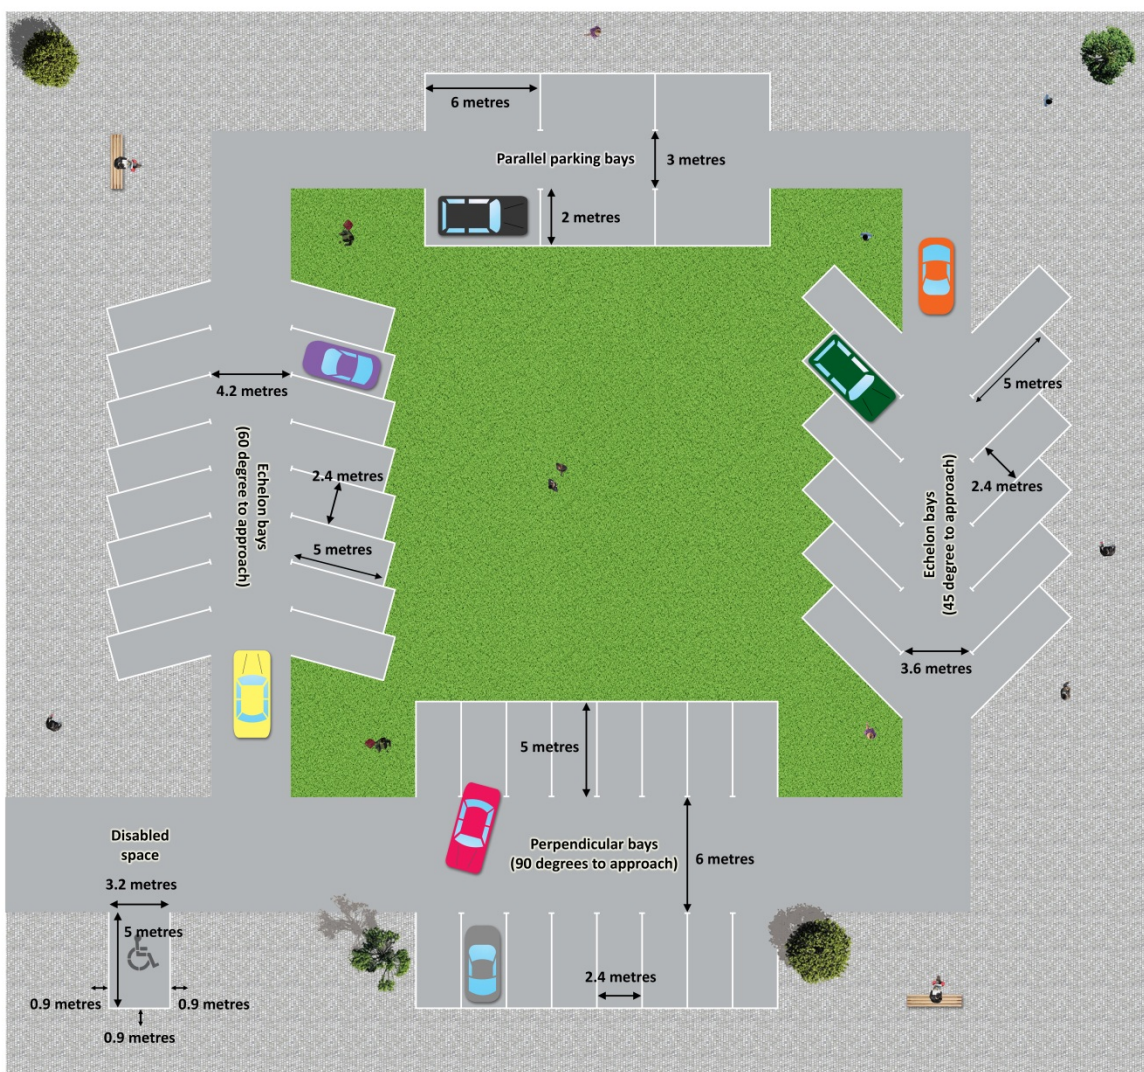 6 metres
Parallel parking bays
3 metres
2 metres
4.2 metres
Echelon bays
(60 degree to approach)
2.4 metres
5 metres
5 metres
2.4 metres
Echelon bays
(45 degree to approach)
3.6 metres
5 metres
Perpendicular bays
(90 degrees to approach)
6 metres
2.4 metres
Disabled
space
3.2 metres
5 metres
0.9 metres
0.9 metres
0.9 metres